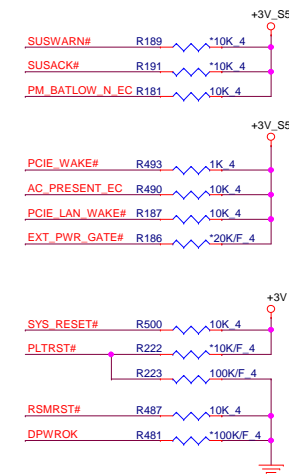 +3V_S5
SUSWARN# R189 *10K_4
SUSACK# R191 *10K_4
PM_BATLOW_N_EC R181 10K_4
+3V_S5
PCIE_WAKE# R493 1K_4
AC_PRESENT_EC R490 10K_4
PCIE_LAN_WAKE# R187 10K_4
EXT_PWR_GATE# R186 *20K/F_4
+3V
SYS_RESET# R500 10K_4
PLTRST# R222 *10K/F_4
R223 100K/F_4
RSMRST# R487 10K_4
DPWROK R481 *100K/F_4